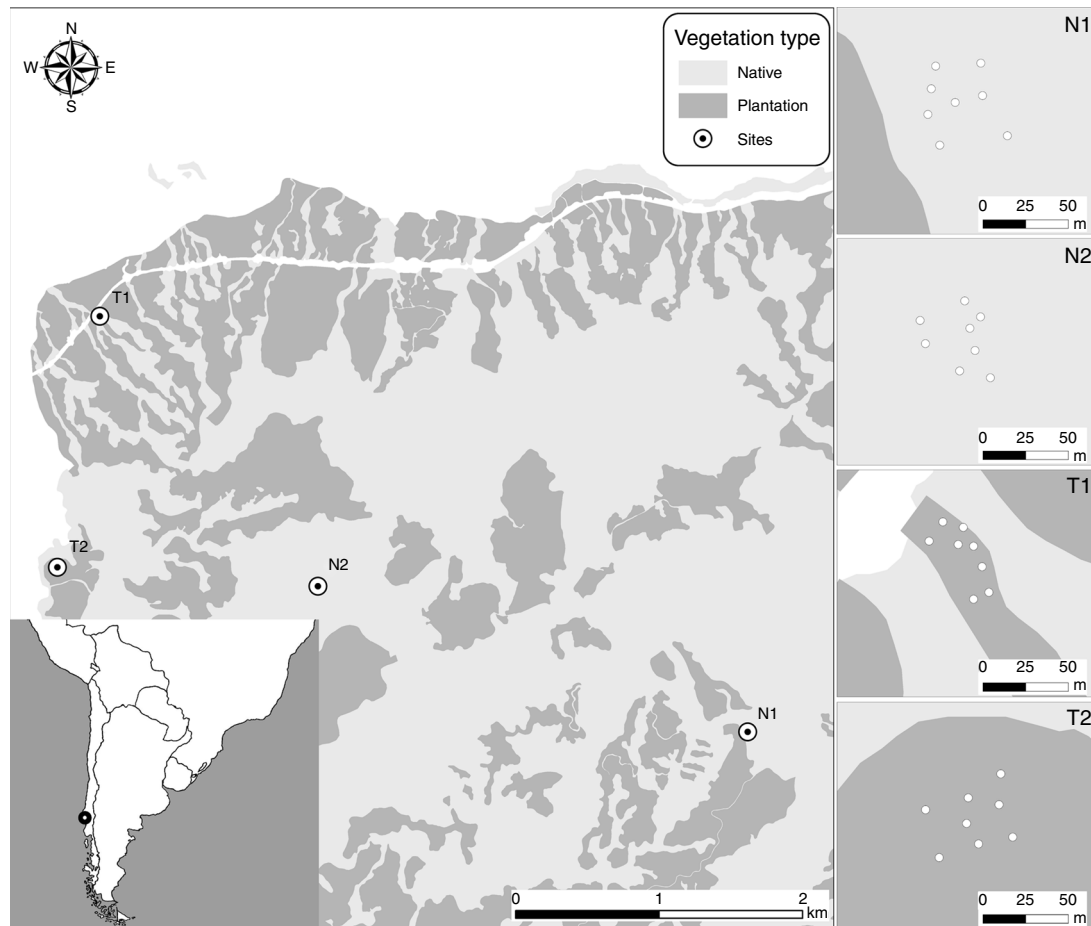 N
W E
S
Vegetation type
Native
Plantation
Sites
T1
T2
N2
N1
0 1 2
km
N1
0 25 50
m
N2
0 25 50
m
T1
0 25 50
m
T2
0 25 50
m